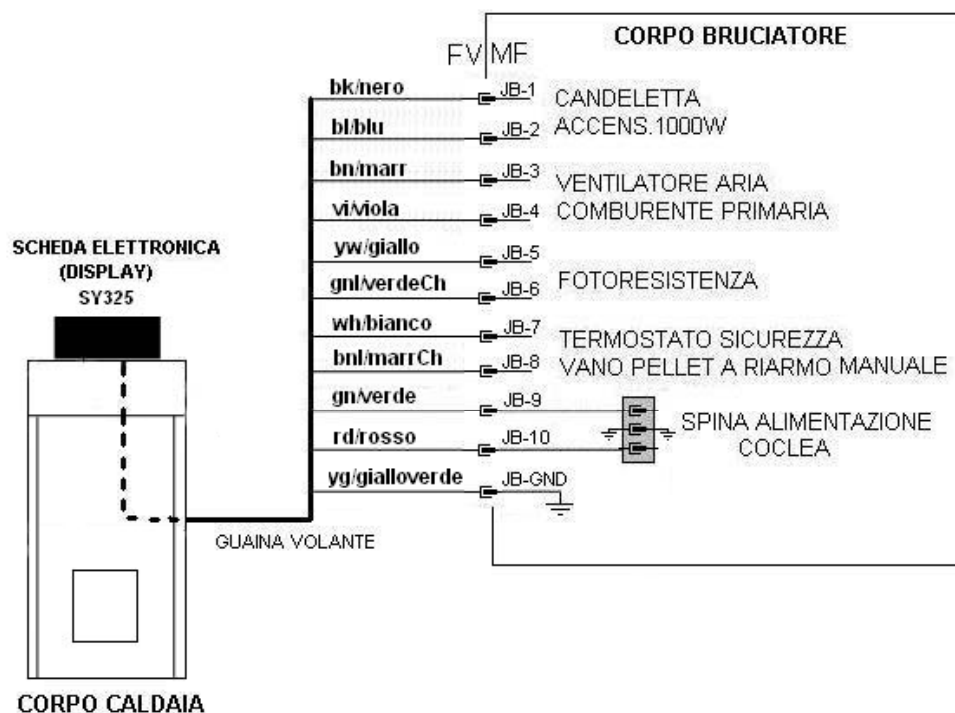 CORPO BRUCIATORE
FV MF
bk/nero JB-1 CANDELETTA
bl/blu JB-2 ACCENS.1000W
bn/marr JB-3 VENTILATORE ARIA
vi/viola JB-4 COMBURENTE PRIMARIA
yw/giallo JB-5
gnl/verdeCh JB-6 FOTORESISTENZA
wh/bianco JB-7 TERMOSTATO SICUREZZA
bnl/marrCh JB-8 VANO PELLET A RIARMO MANUALE
gn/verde JB-9 SPINA ALIMENTAZIONE
rd/rosso JB-10 COCLEA
yg/gialloverde JB-GND
GUAINA VOLANTE
SCHEDA ELETTRONICA
(DISPLAY)
SY325
CORPO CALDAIA